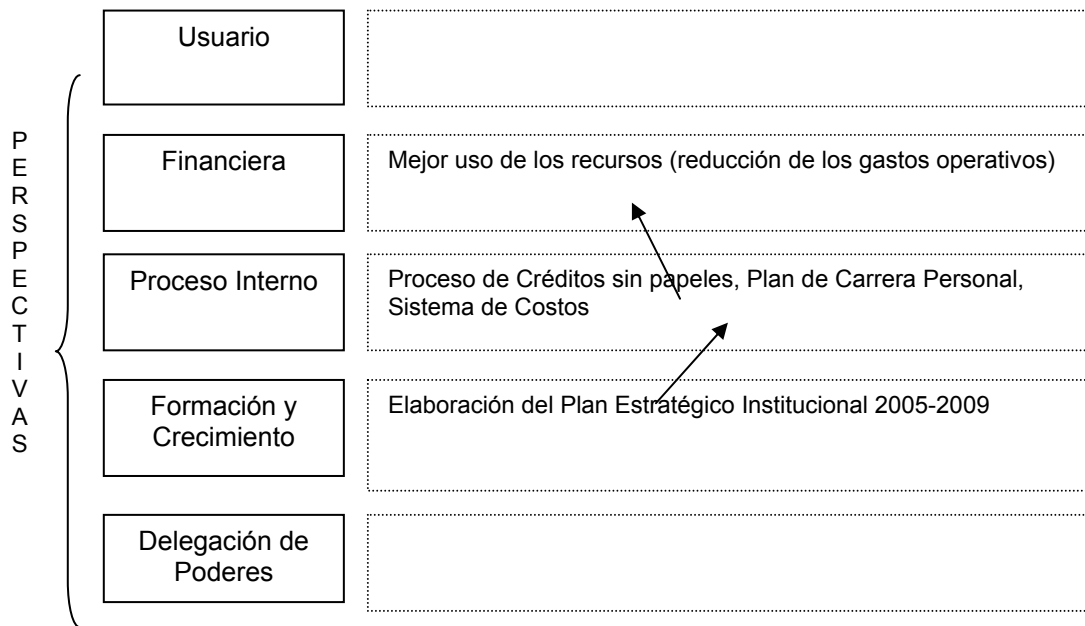 PERSPECTIVAS
Usuario
Financiera
Mejor uso de los recursos (reducción de los gastos operativos)
Proceso Interno
Proceso de Créditos sin papeles, Plan de Carrera Personal,
Sistema de Costos
Formación y
Crecimiento
Elaboración del Plan Estratégico Institucional 2005-2009
Delegación de
Poderes